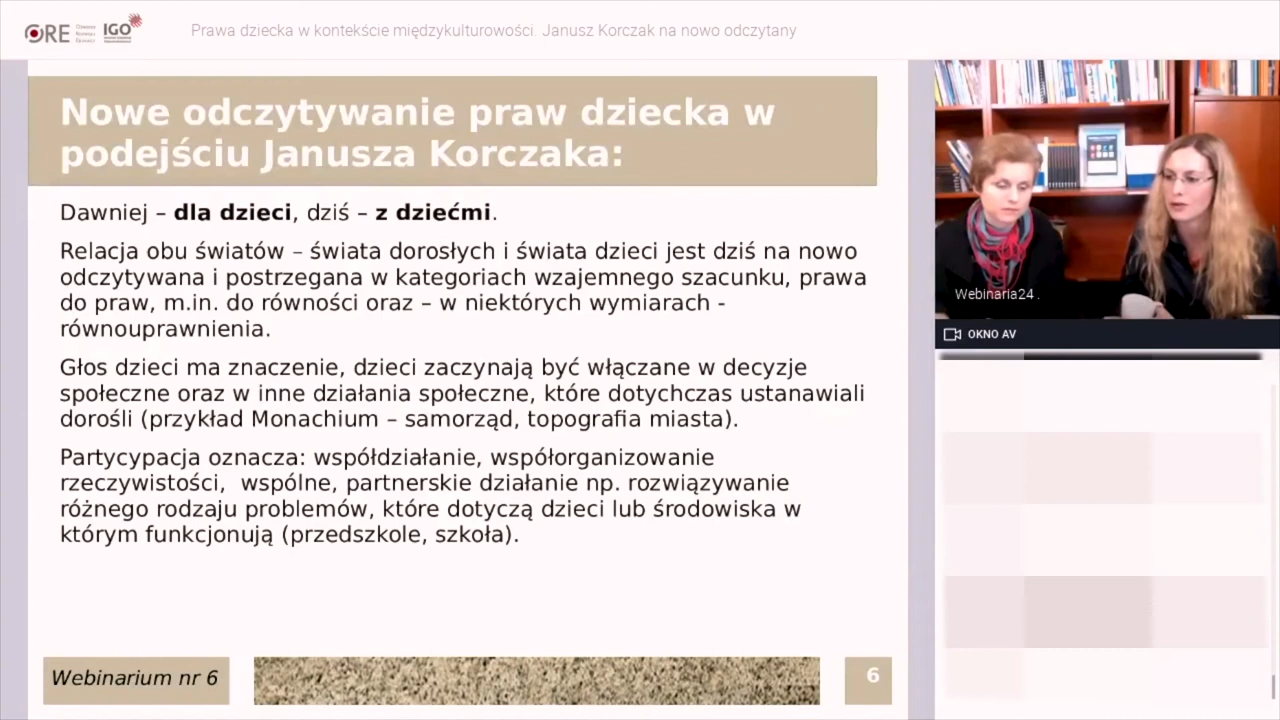 ORE
IGO
Prawa dziecka w kontekście międzykulturowości. Janusz Korczak na nowo odczytany
Nowe odczytywanie praw dziecka w
podejściu Janusza Korczaka:
Dawniej – dla dzieci, dziś – z dziećmi.
Relacja obu światów – świata dorosłych i świata dzieci jest dziś na nowo
odczytywana i postrzegana w kategoriach wzajemnego szacunku, prawa
do praw, m.in. do równości oraz – w niektórych wymiarach -
równouprawnienia.
Głos dzieci ma znaczenie, dzieci zaczynają być włączane w decyzje
społeczne oraz w inne działania społeczne, które dotychczas ustanawiali
dorośli (przykład Monachium – samorząd, topografia miasta).
Partycypacja oznacza: współdziałanie, współorganizowanie
rzeczywistości,  wspólne, partnerskie działanie np. rozwiązywanie
różnego rodzaju problemów, które dotyczą dzieci lub środowiska w
którym funkcjonują (przedszkole, szkoła).
Webinarium nr 6
6
Webinaria24 .
OKNO AV